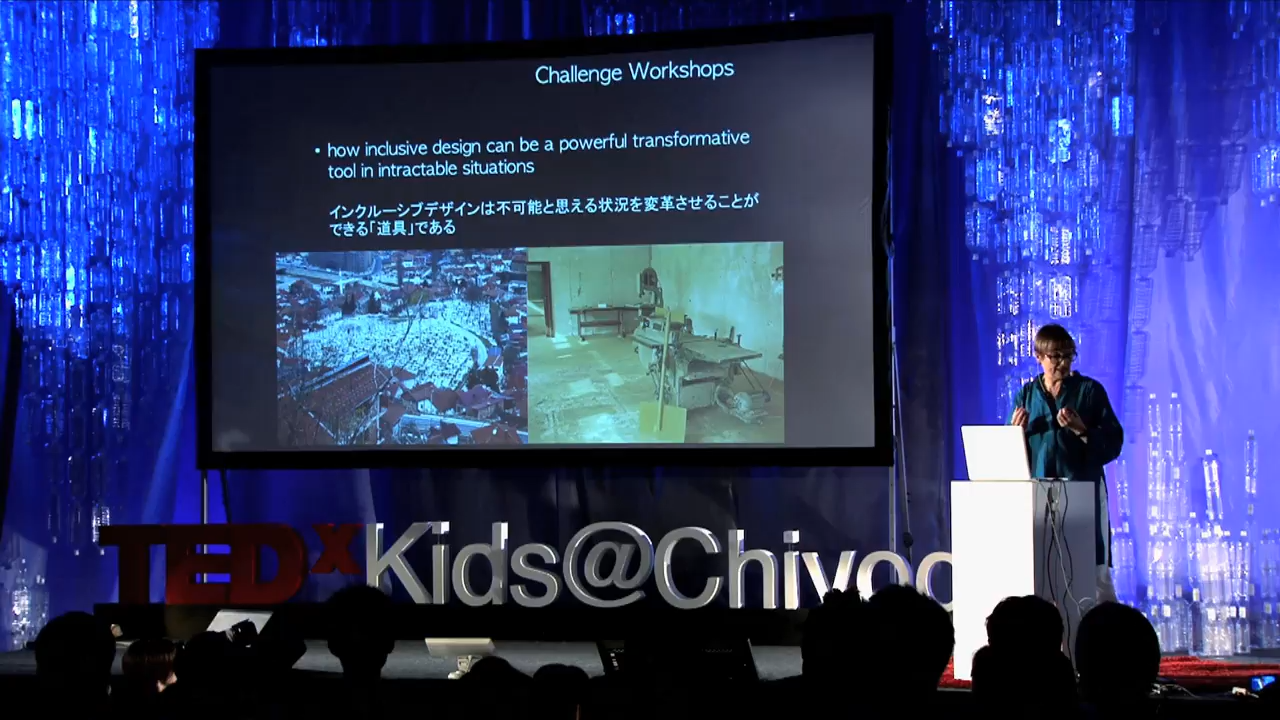 Challenge Workshops
• how inclusive design can be a powerful transformative
tool in intractable situations
インクルーシブデザインは不可能と思える状況を変革させることが
できる「道具」である
TEDxKids@Chiyod